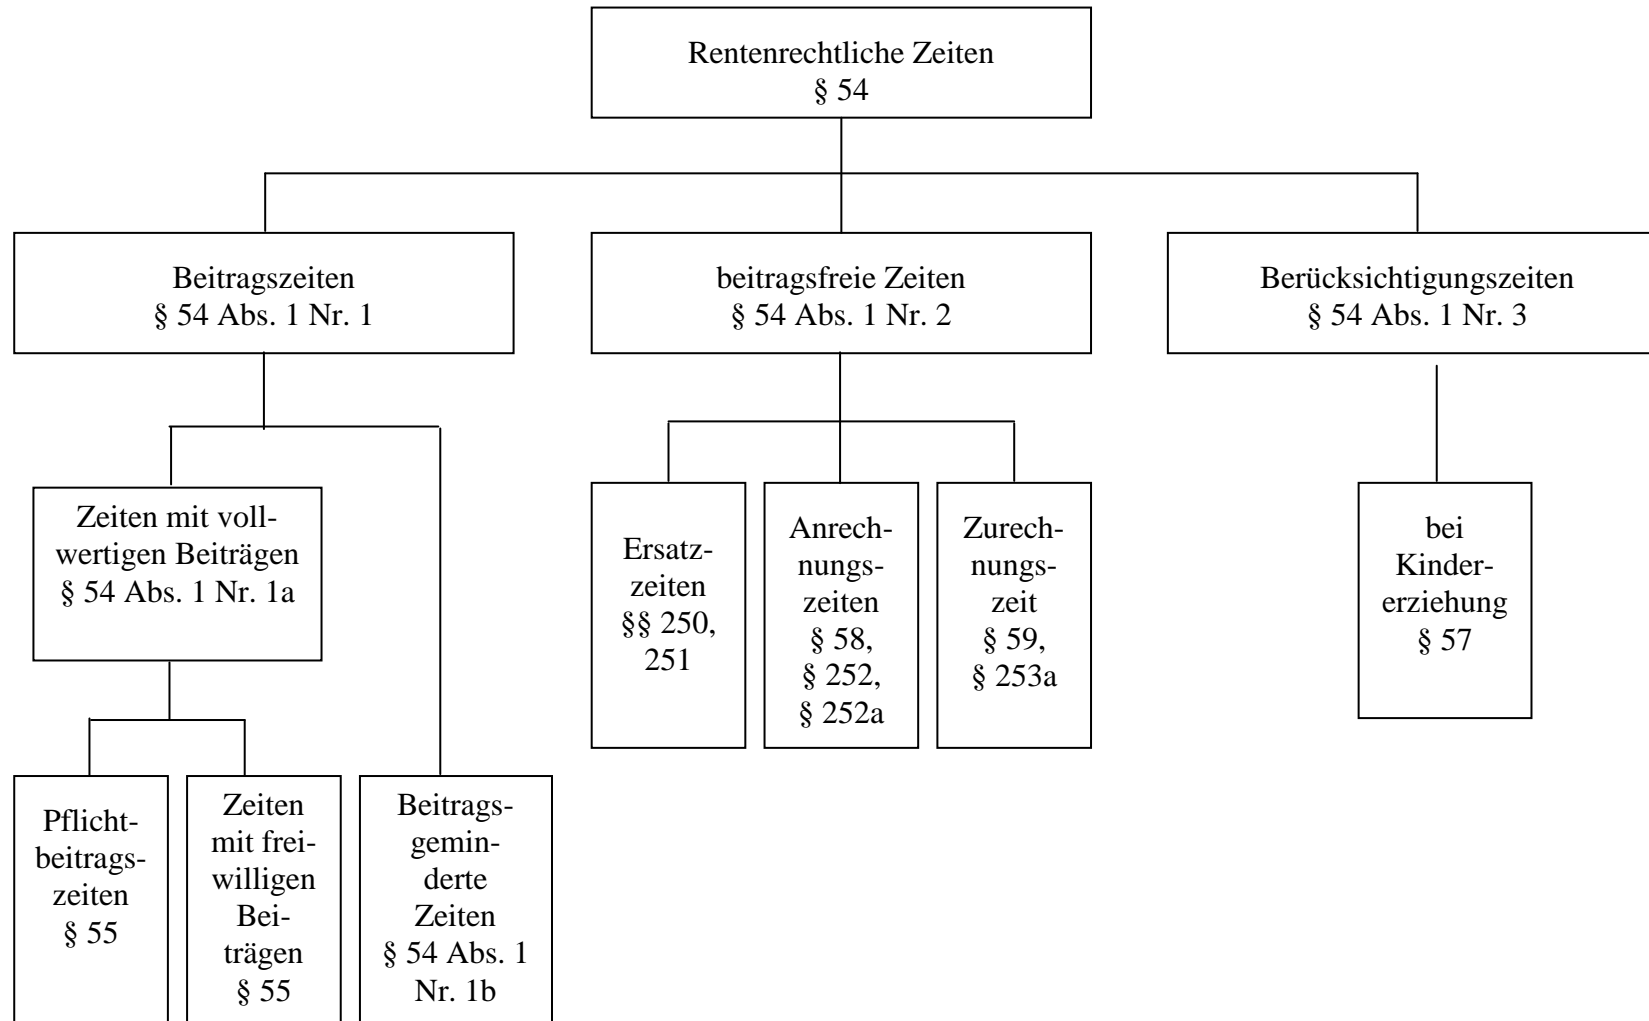 Rentenrechtliche Zeiten
§ 54
Beitragszeiten
§ 54 Abs. 1 Nr. 1
beitragsfreie Zeiten
§ 54 Abs. 1 Nr. 2
Berücksichtigungszeiten
§ 54 Abs. 1 Nr. 3
Zeiten mit voll-
wertigen Beiträgen
§ 54 Abs. 1 Nr. 1a
Ersatz-
zeiten
§§ 250,
251
Anrech-
nungs-
zeiten
§ 58,
§ 252,
§ 252a
Zurech-
nungs-
zeit
§ 59,
§ 253a
bei
Kinder-
erziehung
§ 57
Pflicht-
beitrags-
zeiten
§ 55
Zeiten
mit frei-
willigen
Bei-
trägen
§ 55
Beitrags-
gemin-
derte
Zeiten
§ 54 Abs. 1
Nr. 1b